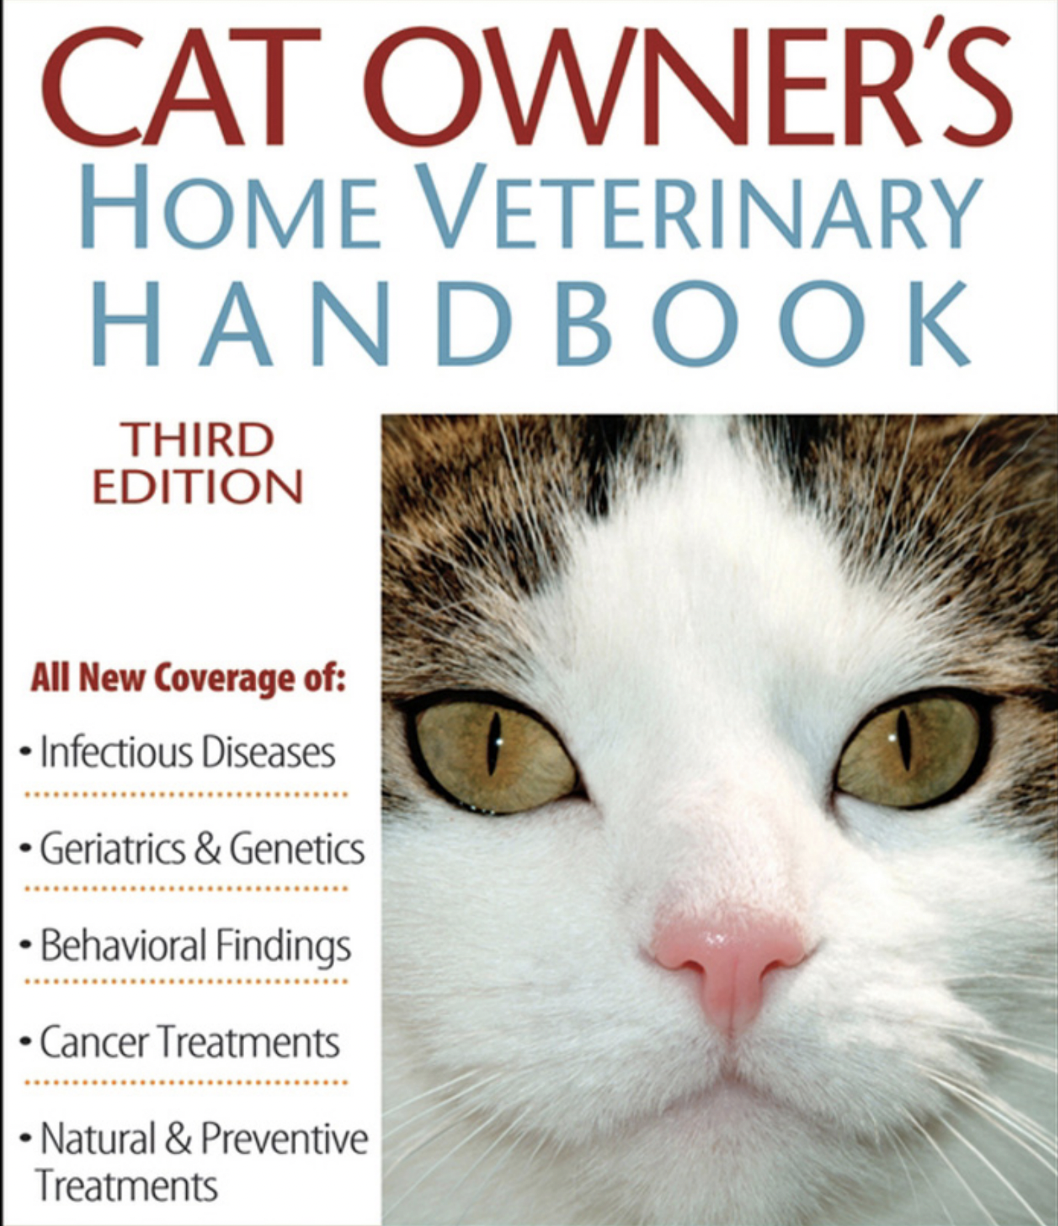 CAT OWNER'S
HOME VETERINARY
HANDBOOK
THIRD
EDITION
All New Coverage of:
• Infectious Diseases
• Geriatrics & Genetics
• Behavioral Findings
• Cancer Treatments
• Natural & Preventive
Treatments